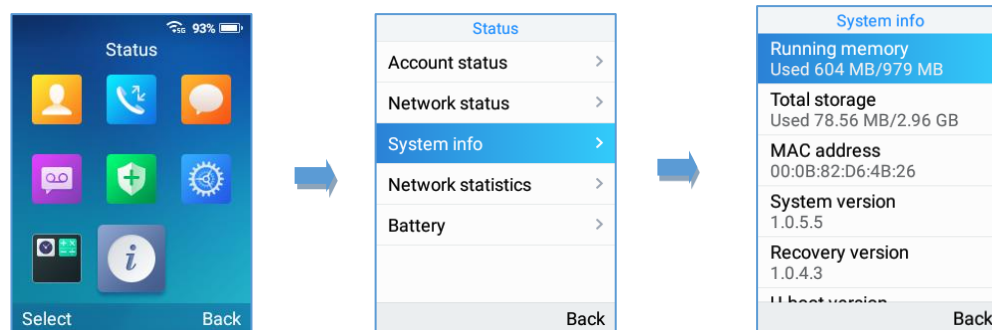 5G 93%
Status
Select Back
Status
Account status
Network status
System info
Network statistics
Battery
Back
System info
Running memory
Used 604 MB/979 MB
Total storage
Used 78.56 MB/2.96 GB
MAC address
00:0B:82:D6:4B:26
System version
1.0.5.5
Recovery version
1.0.4.3
Back